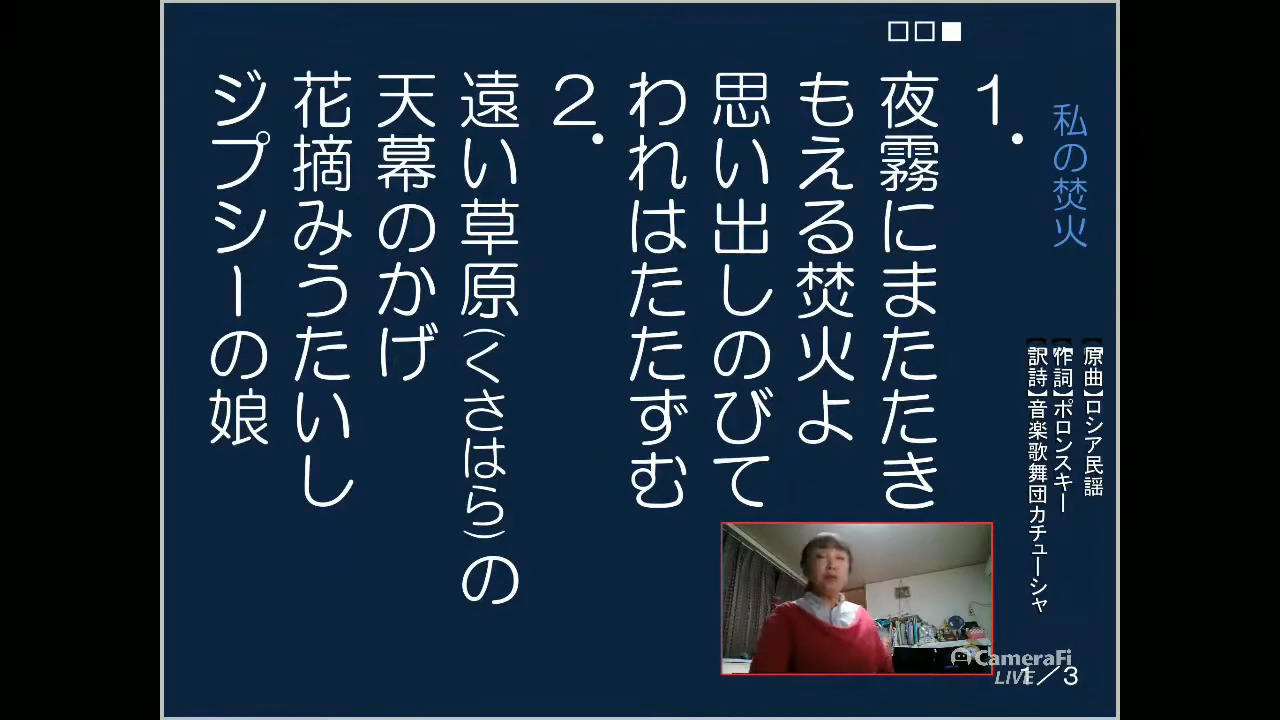 私の焚火
【原曲】ロシア民謡
【作詞】ポロンスキー
【訳詩】音楽歌舞団カチューシャ
1.
夜霧にまたたき
もえる焚火よ
思い出しのびて
われはたたずむ
2.
遠い草原(くさはら)の
天幕のかげ
花摘みうたいし
ジプシーの娘
CameraFi
LIVE
1/3